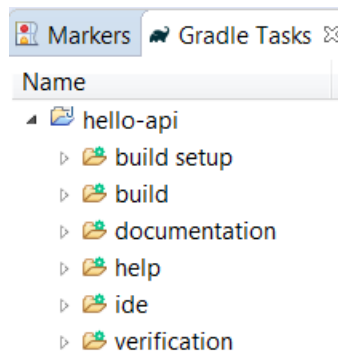 Markers Gradle Tasks
Name
hello-api
build setup
build
documentation
help
ide
verification